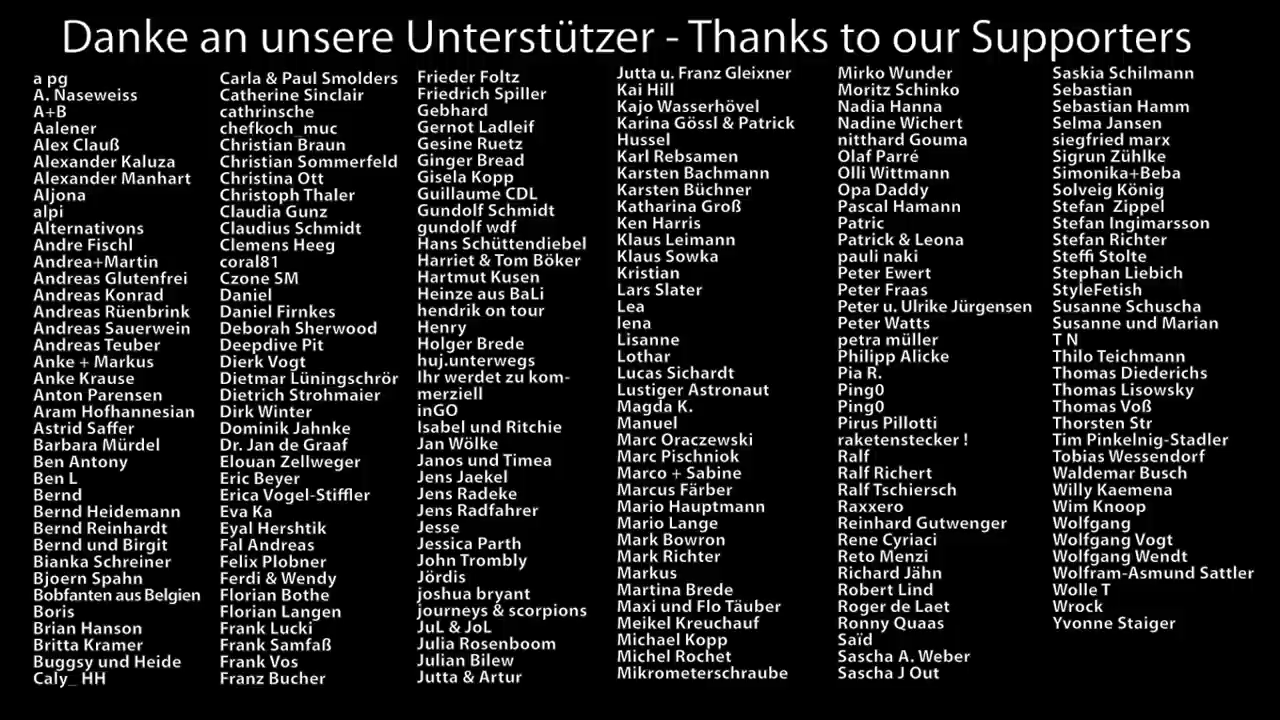 Danke an unsere Unterstützer - Thanks to our Supporters
a pg
A. Naseweiss
A+B
Aalener
Alex Clauß
Alexander Kaluza
Alexander Manhart
Aljona
alpi
Alternativons
Andre Fischl
Andrea+Martin
Andreas Glutenfrei
Andreas Konrad
Andreas Rüenbrink
Andreas Sauerwein
Andreas Teuber
Anke + Markus
Anke Krause
Anton Parensen
Aram Hofhannesian
Astrid Saffer
Barbara Mürdel
Ben Antony
Ben L
Bernd
Bernd Heidemann
Bernd Reinhardt
Bernd und Birgit
Bianka Schreiner
Bjoern Spahn
Bobfanten aus Belgien
Boris
Brian Hanson
Britta Kramer
Buggsy und Heide
Caly_ HH
Carla & Paul Smolders
Catherine Sinclair
cathrinsche
chefkoch_muc
Christian Braun
Christian Sommerfeld
Christina Ott
Christoph Thaler
Claudia Gunz
Claudius Schmidt
Clemens Heeg
coral81
Czone SM
Daniel
Daniel Firnkes
Deborah Sherwood
Deepdive Pit
Dierk Vogt
Dietmar Lüningschrör
Dietrich Strohmaier
Dirk Winter
Dominik Jahnke
Dr. Jan de Graaf
Elouan Zellweger
Eric Beyer
Erica Vogel-Stiffler
Eva Ka
Eyal Hershtik
Fal Andreas
Felix Plobner
Ferdi & Wendy
Florian Bothe
Florian Langen
Frank Lucki
Frank Samfaß
Frank Vos
Franz Bucher
Frieder Foltz
Friedrich Spiller
Gebhard
Gernot Ladleif
Gesine Ruetz
Ginger Bread
Gisela Kopp
Guillaume CDL
Gundolf Schmidt
gundolf wdf
Hans Schüttendiebel
Harriet & Tom Böker
Hartmut Kusen
Heinze aus BaLi
hendrik on tour
Henry
Holger Brede
huj.unterwegs
Ihr werdet zu kom-
merziell
inGO
Isabel und Ritchie
Jan Wölke
Janos und Timea
Jens Jaekel
Jens Radeke
Jens Radfahrer
Jesse
Jessica Parth
John Trombly
Jördis
joshua bryant
journeys & scorpions
JuL & JoL
Julia Rosenboom
Julian Bilew
Jutta & Artur
Jutta u. Franz Gleixner
Kai Hill
Kajo Wasserhövel
Karina Gössl & Patrick
Hussel
Karl Rebsamen
Karsten Bachmann
Karsten Büchner
Katharina Groß
Ken Harris
Klaus Leimann
Klaus Sowka
Kristian
Lars Slater
Lea
lena
Lisanne
Lothar
Lucas Sichardt
Lustiger Astronaut
Magda K.
Manuel
Marc Oraczewski
Marc Pischniok
Marco + Sabine
Marcus Färber
Mario Hauptmann
Mario Lange
Mark Bowron
Mark Richter
Markus
Martina Brede
Maxi und Flo Täuber
Meikel Kreuchauf
Michael Kopp
Michel Rochet
Mikrometerschraube
Mirko Wunder
Moritz Schinko
Nadia Hanna
Nadine Wichert
nitthard Gouma
Olaf Parré
Olli Wittmann
Opa Daddy
Pascal Hamann
Patric
Patrick & Leona
pauli naki
Peter Ewert
Peter Fraas
Peter u. Ulrike Jürgensen
Peter Watts
petra müller
Philipp Alicke
Pia R.
Ping0
Ping0
Pirus Pillotti
raketenstecker !
Ralf
Ralf Richert
Ralf Tschiersch
Raxxero
Reinhard Gutwenger
Rene Cyriaci
Reto Menzi
Richard Jähn
Robert Lind
Roger de Laet
Ronny Quaas
Saïd
Sascha A. Weber
Sascha J Out
Saskia Schilmann
Sebastian
Sebastian Hamm
Selma Jansen
siegfried marx
Sigrun Zühlke
Simonika+Beba
Solveig König
Stefan  Zippel
Stefan Ingimarsson
Stefan Richter
Steffi Stolte
Stephan Liebich
StyleFetish
Susanne Schuscha
Susanne und Marian
T N
Thilo Teichmann
Thomas Diederichs
Thomas Lisowsky
Thomas Voß
Thorsten Str
Tim Pinkelnig-Stadler
Tobias Wessendorf
Waldemar Busch
Willy Kaemena
Wim Knoop
Wolfgang
Wolfgang Vogt
Wolfgang Wendt
Wolfram-Asmund Sattler
Wolle T
Wrock
Yvonne Staiger